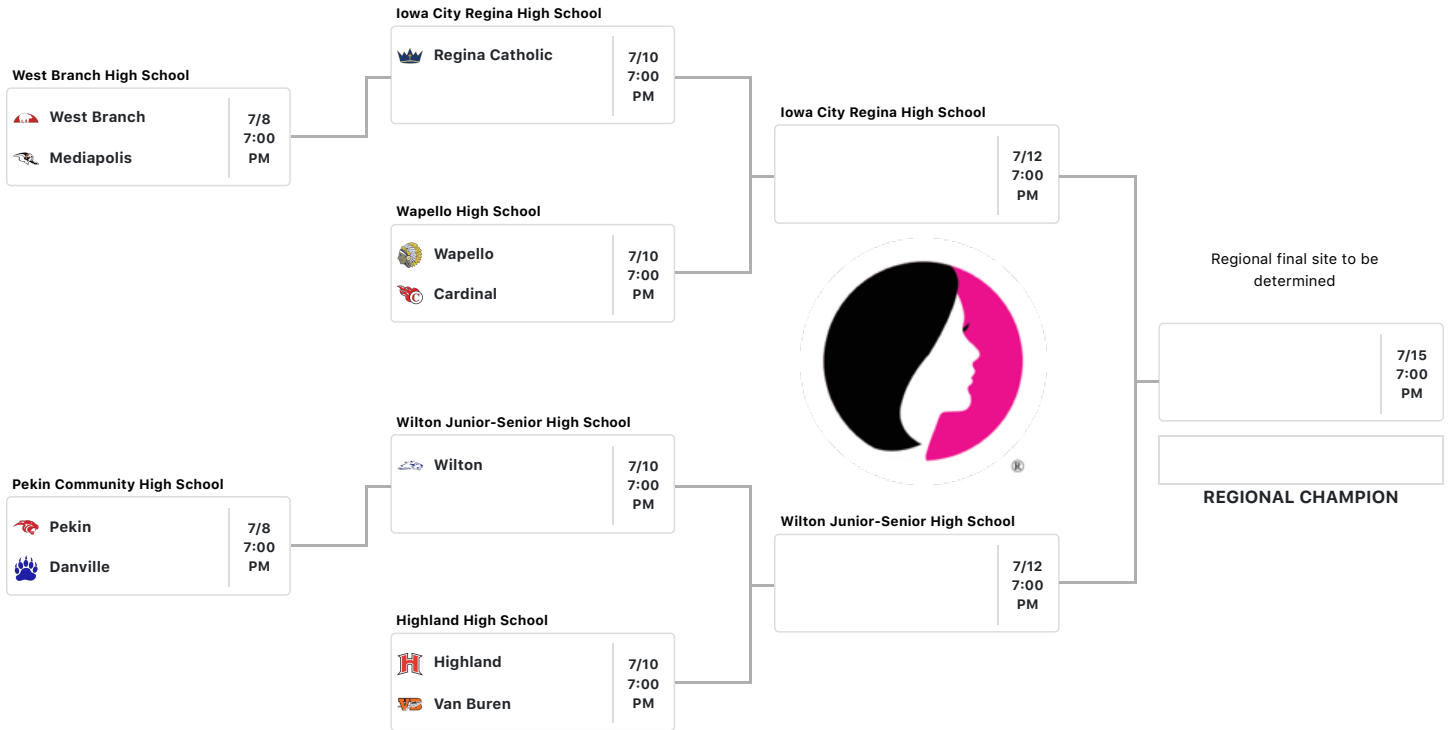 Iowa City Regina High School
Regina Catholic
7/10
7:00
PM
West Branch High School
West Branch
Mediapolis
7/8
7:00
PM
Iowa City Regina High School
7/12
7:00
PM
Wapello High School
Wapello
Cardinal
7/10
7:00
PM
Regional final site to be
determined
7/15
7:00
PM
REGIONAL CHAMPION
®
Wilton Junior-Senior High School
Wilton
7/10
7:00
PM
Pekin Community High School
Pekin
Danville
7/8
7:00
PM
Wilton Junior-Senior High School
7/12
7:00
PM
Highland High School
H
Highland
VB
Van Buren
7/10
7:00
PM
C